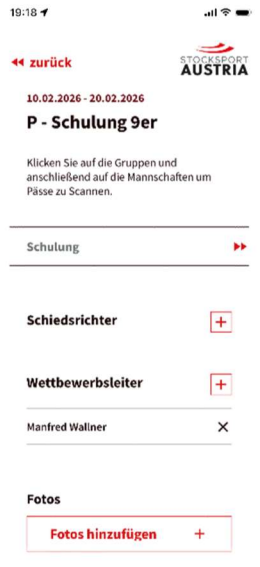 19:18
zurück
STOCKSPORT
AUSTRIA
10.02.2026 - 20.02.2026
P - Schulung 9er
Klicken Sie auf die Gruppen und
anschließend auf die Mannschaften um
Pässe zu Scannen.
Schulung
Schiedsrichter +
Wettbewerbsleiter +
Manfred Wallner ×
Fotos
Fotos hinzufügen +